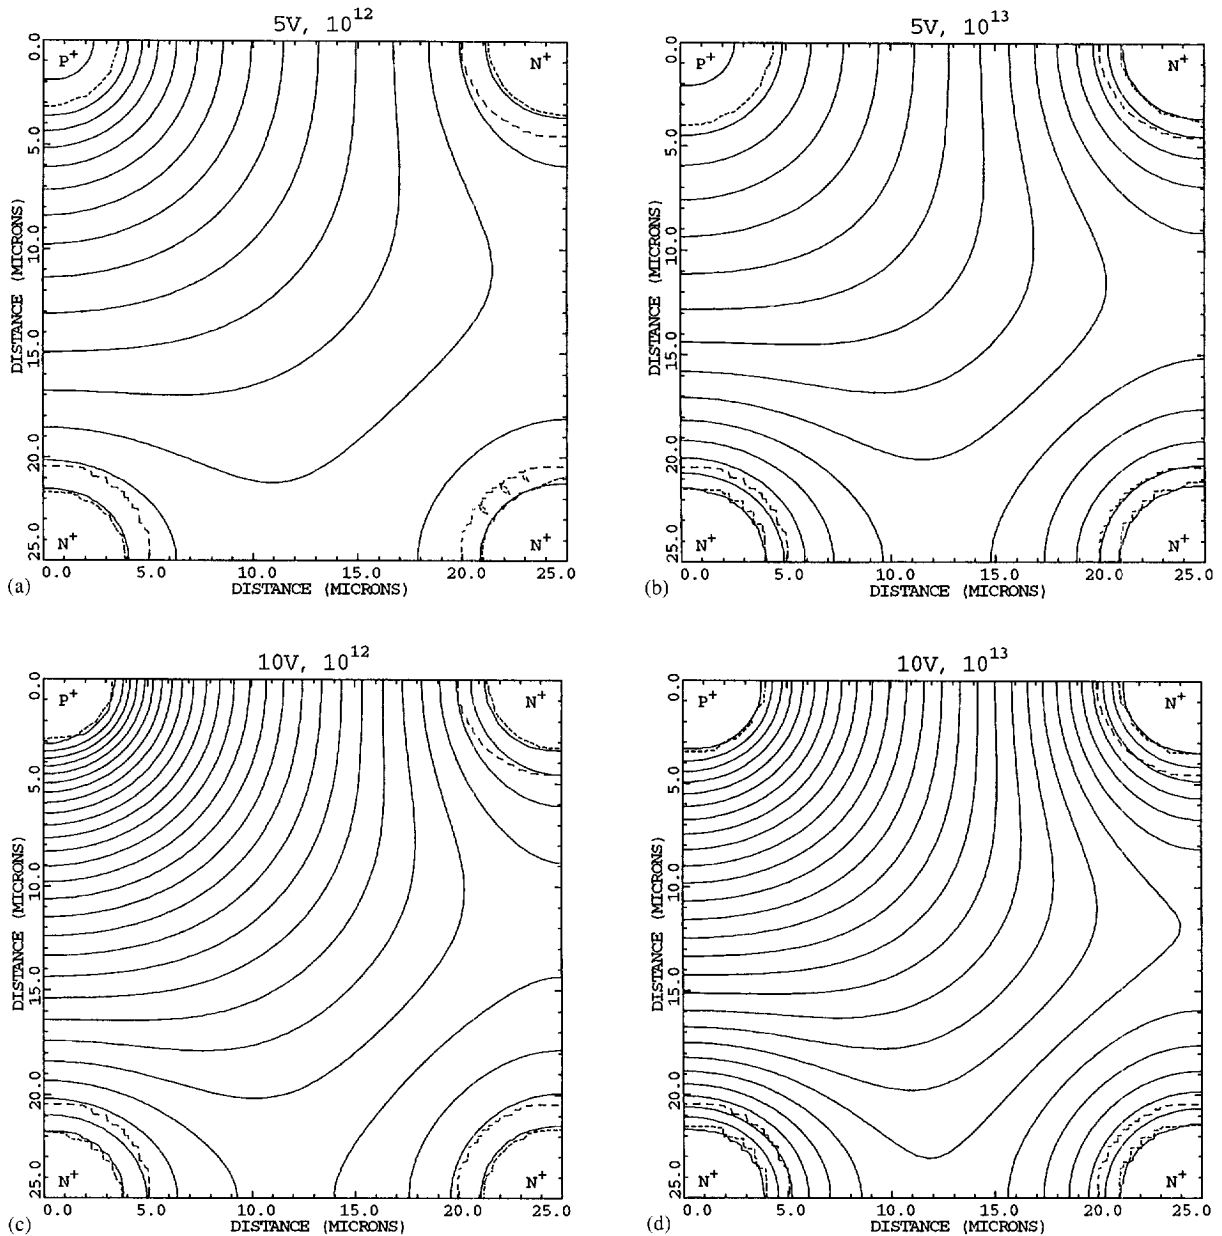 5V, 10^12
P+
N+
N+
N+
0.0
5.0
10.0
15.0
20.0
25.0
DISTANCE (MICRONS)
0.0
5.0
10.0
15.0
20.0
25.0
DISTANCE (MICRONS)
(a)
5V, 10^13
P+
N+
N+
N+
0.0
5.0
10.0
15.0
20.0
25.0
DISTANCE (MICRONS)
0.0
5.0
10.0
15.0
20.0
25.0
DISTANCE (MICRONS)
(b)
10V, 10^12
P+
N+
N+
N+
0.0
5.0
10.0
15.0
20.0
25.0
DISTANCE (MICRONS)
0.0
5.0
10.0
15.0
20.0
25.0
DISTANCE (MICRONS)
(c)
10V, 10^13
P+
N+
N+
N+
0.0
5.0
10.0
15.0
20.0
25.0
DISTANCE (MICRONS)
0.0
5.0
10.0
15.0
20.0
25.0
DISTANCE (MICRONS)
(d)